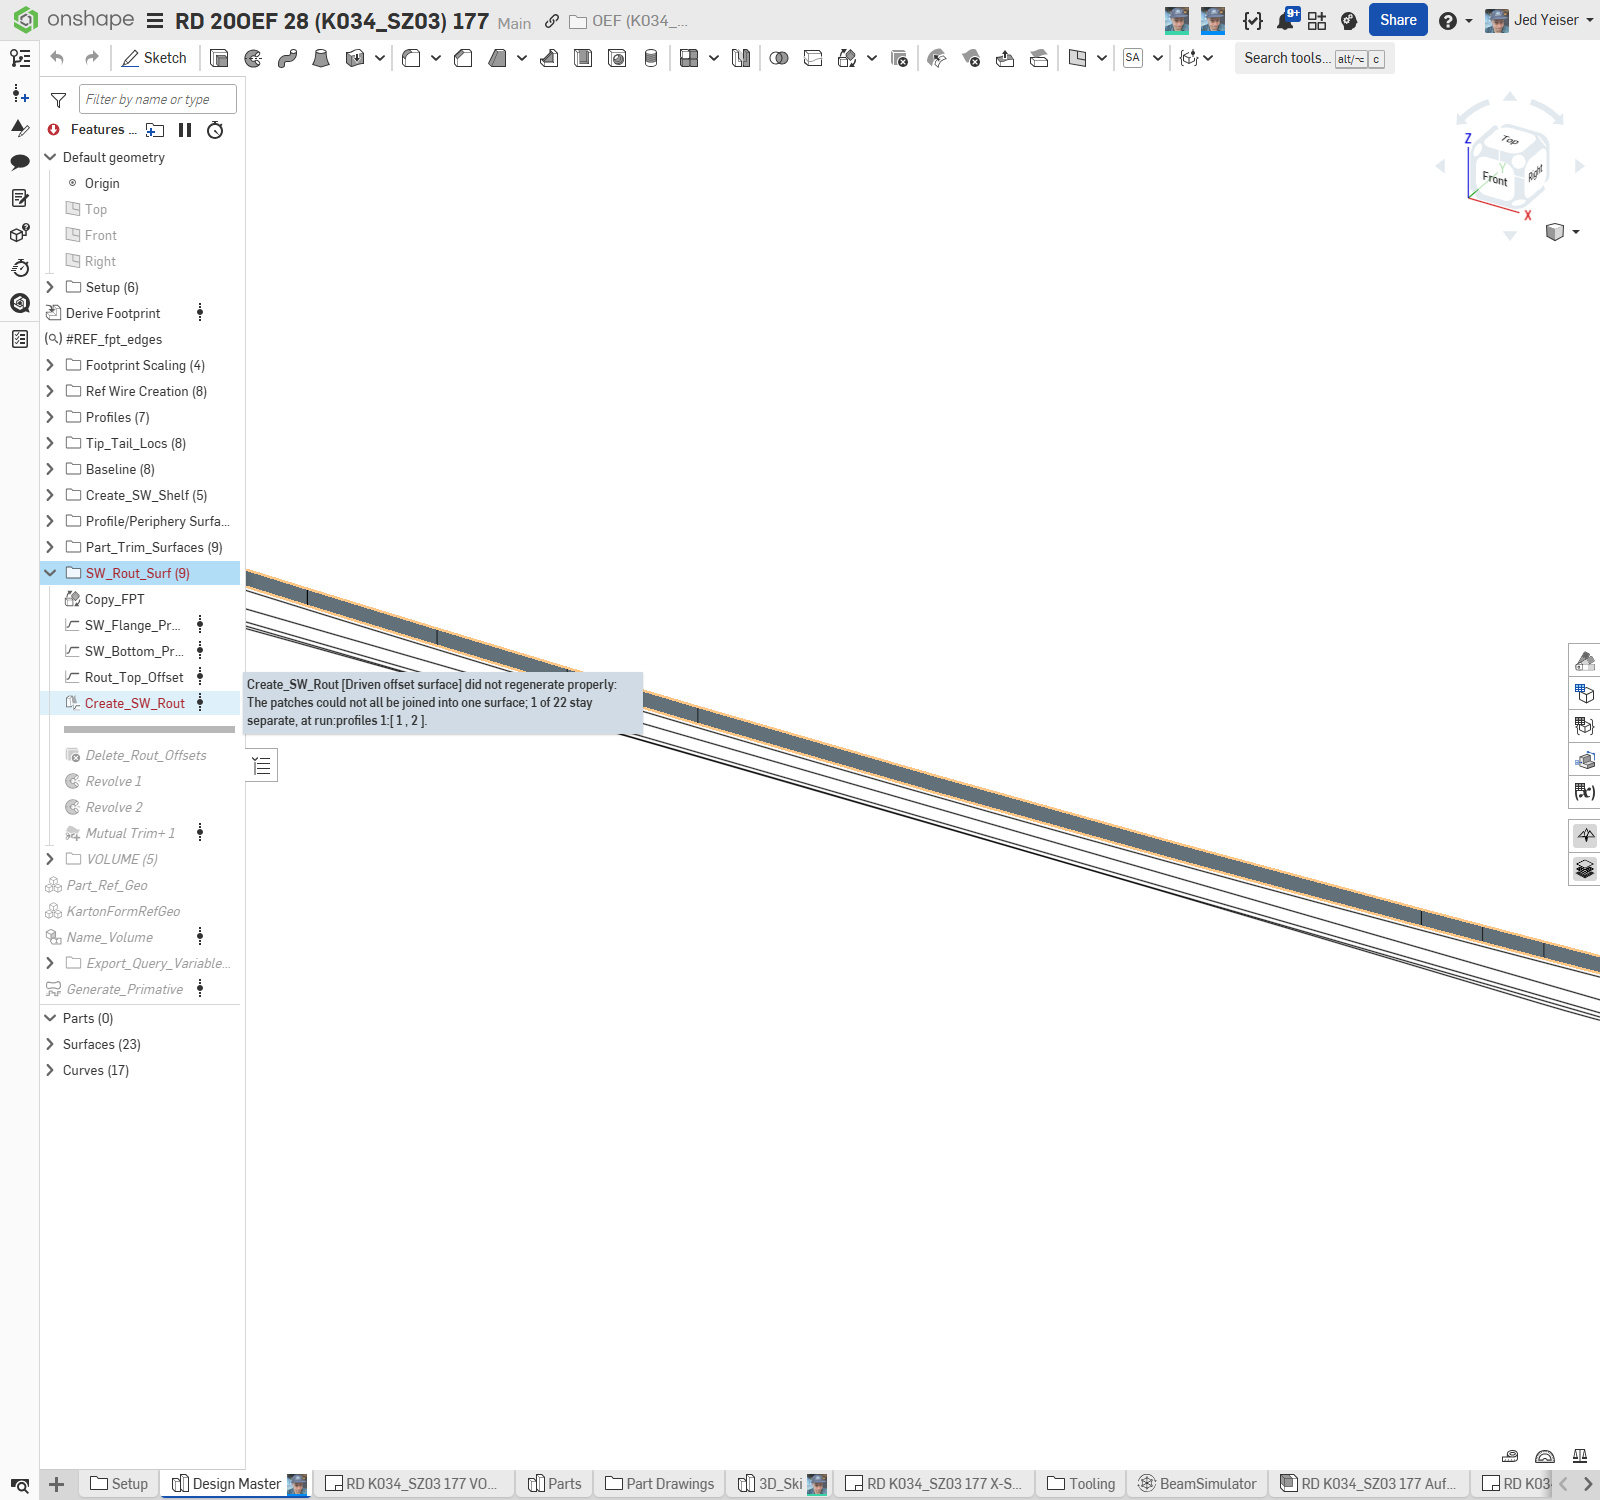 onshape RD 20OEF 28 (K034_SZ03) 177 Main OEF (K034_... 9+ Share Jed Yeiser
Sketch SA Search tools... alt/⌥ c
Filter by name or type
Features ...
Default geometry
Origin
Top
Front
Right
Setup (6)
Derive Footprint
#REF_fpt_edges
Footprint Scaling (4)
Ref Wire Creation (8)
Profiles (7)
Tip_Tail_Locs (8)
Baseline (8)
Create_SW_Shelf (5)
Profile/Periphery Surfa...
Part_Trim_Surfaces (9)
SW_Rout_Surf (9)
Copy_FPT
SW_Flange_Pr...
SW_Bottom_Pr...
Rout_Top_Offset
Create_SW_Rout
Delete_Rout_Offsets
Revolve 1
Revolve 2
Mutual Trim+ 1
VOLUME (5)
Part_Ref_Geo
KartonFormRefGeo
Name_Volume
Export_Query_Variable...
Generate_Primative
Parts (0)
Surfaces (23)
Curves (17)
Create_SW_Rout [Driven offset surface] did not regenerate properly:
The patches could not all be joined into one surface; 1 of 22 stay
separate, at run:profiles 1:[ 1 , 2 ].
Z
Top
Y
Front
Right
X
Setup Design Master RD K034_SZ03 177 VO... Parts Part Drawings 3D_Ski RD K034_SZ03 177 X-S... Tooling BeamSimulator RD K034_SZ03 177 Auf... RD K03